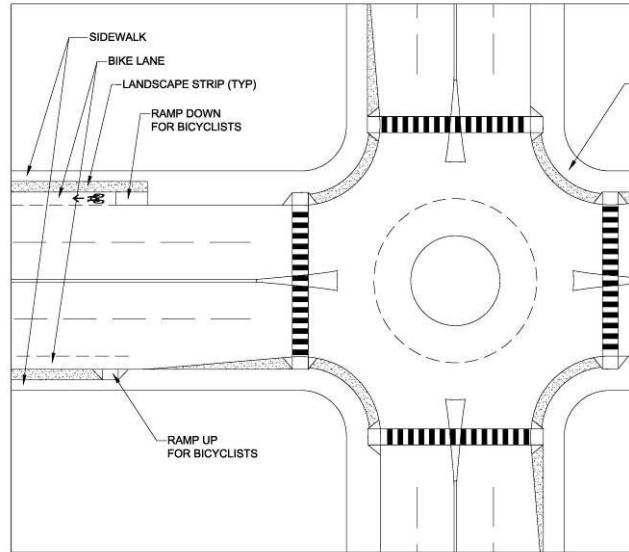 SIDEWALK
BIKE LANE
LANDSCAPE STRIP (TYP)
RAMP DOWN
FOR BICYCLISTS
RAMP UP
FOR BICYCLISTS